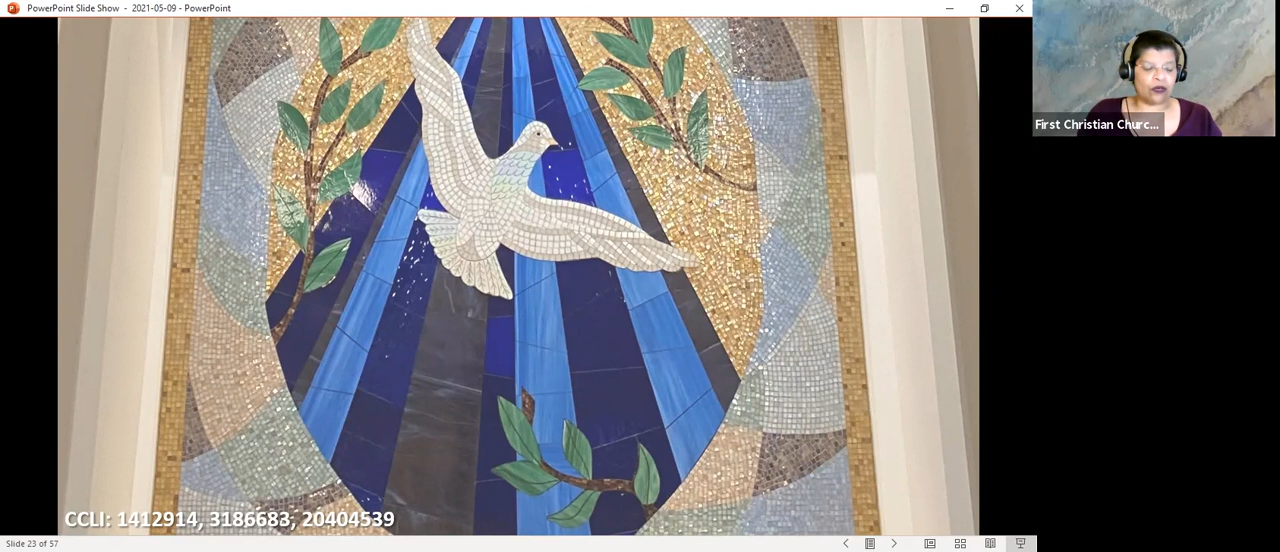 PowerPoint Slide Show - 2021-05-09 - PowerPoint
First Christian Churc...
CCLI: 1412914, 3186683, 20404539
Slide 23 of 57